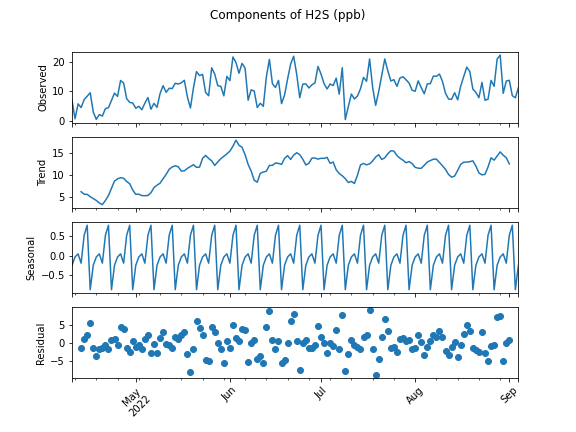 Components of H2S (ppb)
Observed
20
10
0
Trend
15
10
5
Seasonal
0.5
0.0
−0.5
Residual
5
0
−5
May
2022
Jun
Jul
Aug
Sep